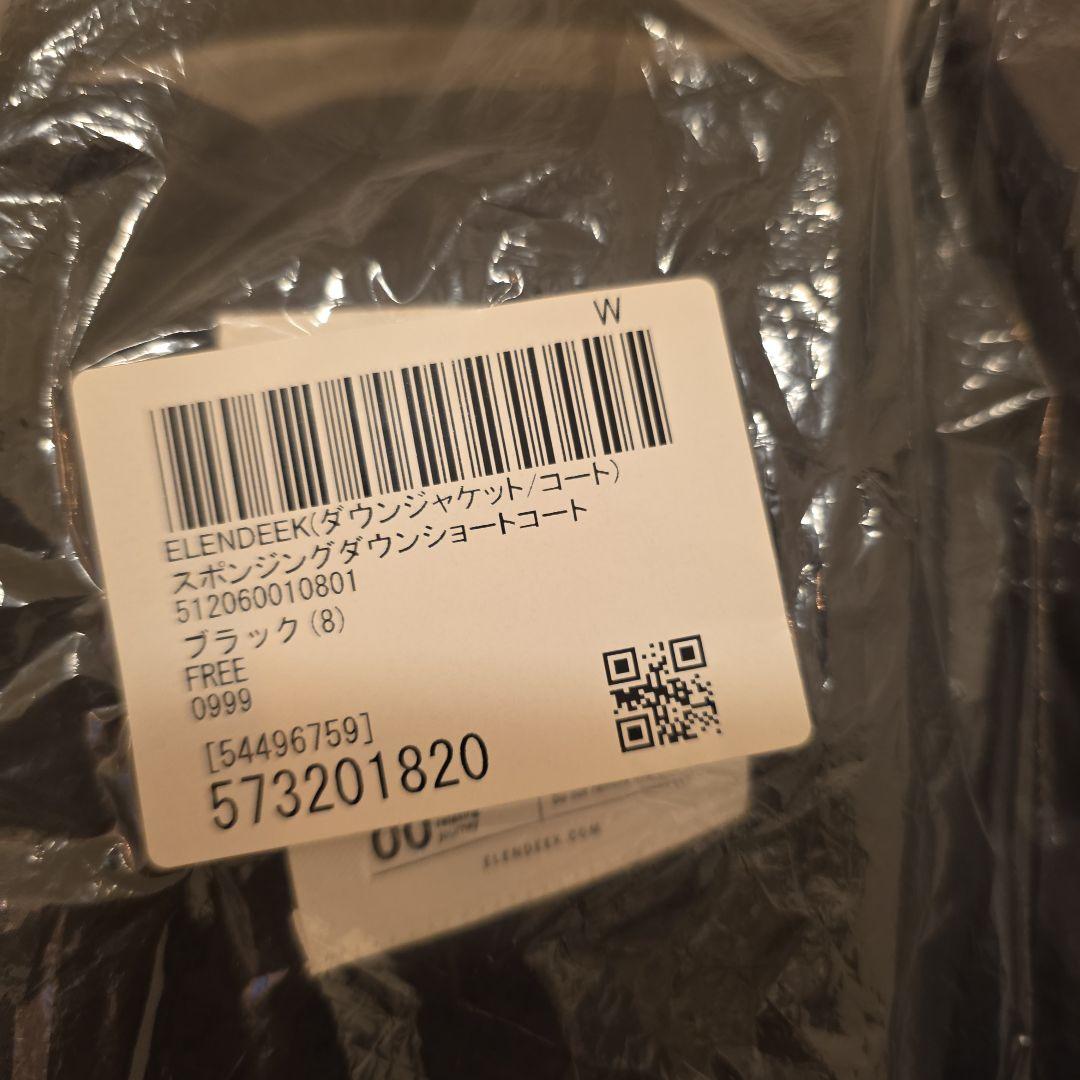 W
ELENDEEK(ダウンジャケット/コート)
スポンジングダウンショートコート
512060010801
ブラック(8)
FREE
0999
[54496759]
573201820
ELENDEEK.COM